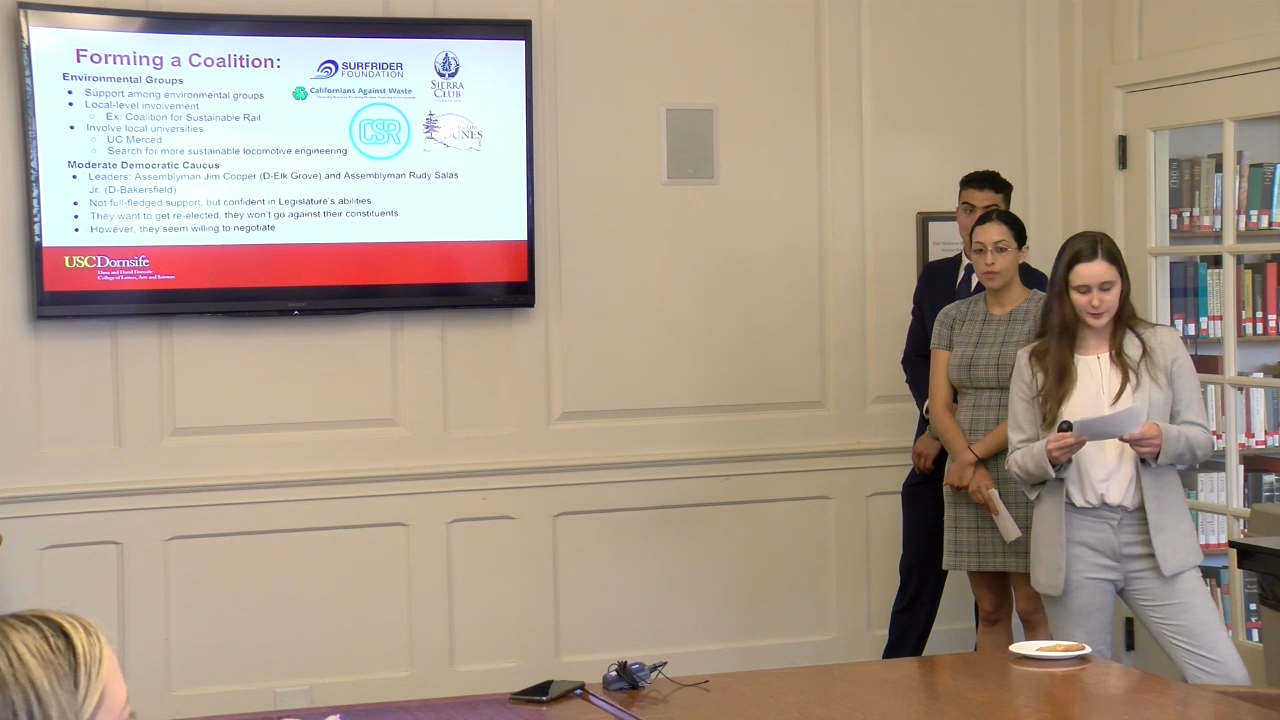 Forming a Coalition:
Environmental Groups
• Support among environmental groups
• Local-level involvement
○ Ex: Coalition for Sustainable Rail
• Involve local universities
○ UC Merced
○ Search for more sustainable locomotive engineering
Moderate Democratic Caucus
• Leaders: Assemblyman Jim Cooper (D-Elk Grove) and Assemblyman Rudy Salas
Jr. (D-Bakersfield)
• Not full-fledged support, but confident in Legislature's abilities
• They want to get re-elected, they won't go against their constituents
• However, they seem willing to negotiate
SURFRIDER
FOUNDATION
SIERRA
CLUB
Californians Against Waste
CSR
DUNES
USC Dornsife
Dana and David Dornsife
College of Letters, Arts and Sciences